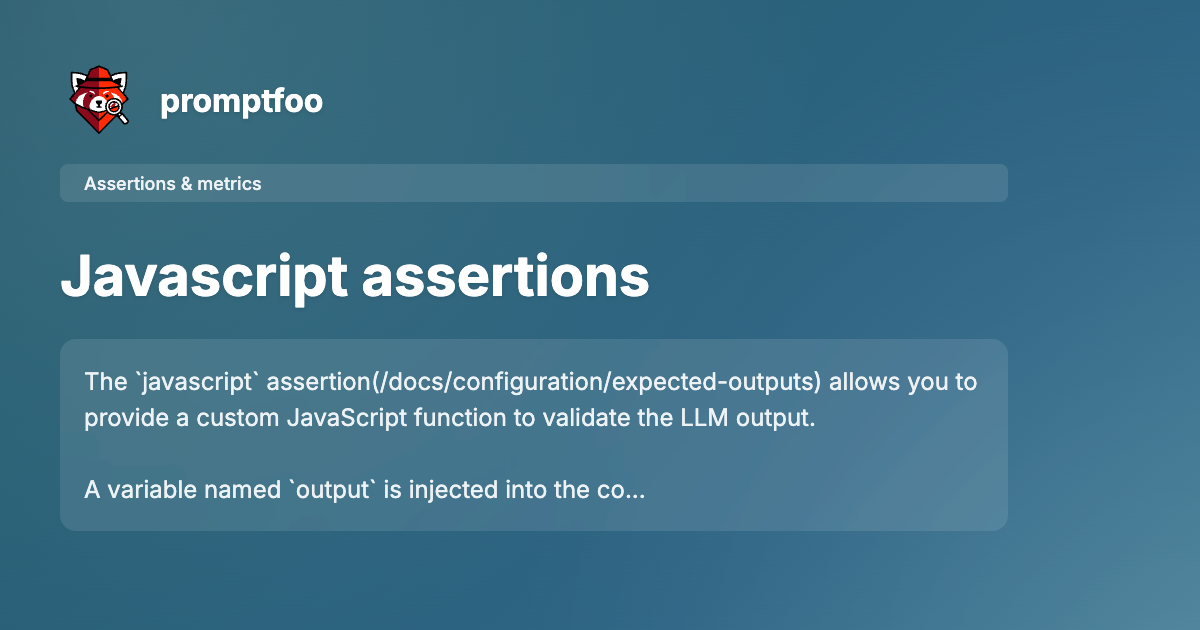 promptfoo
Assertions & metrics
Javascript assertions
The `javascript` assertion(/docs/configuration/expected-outputs) allows you to
provide a custom JavaScript function to validate the LLM output.
A variable named `output` is injected into the co...